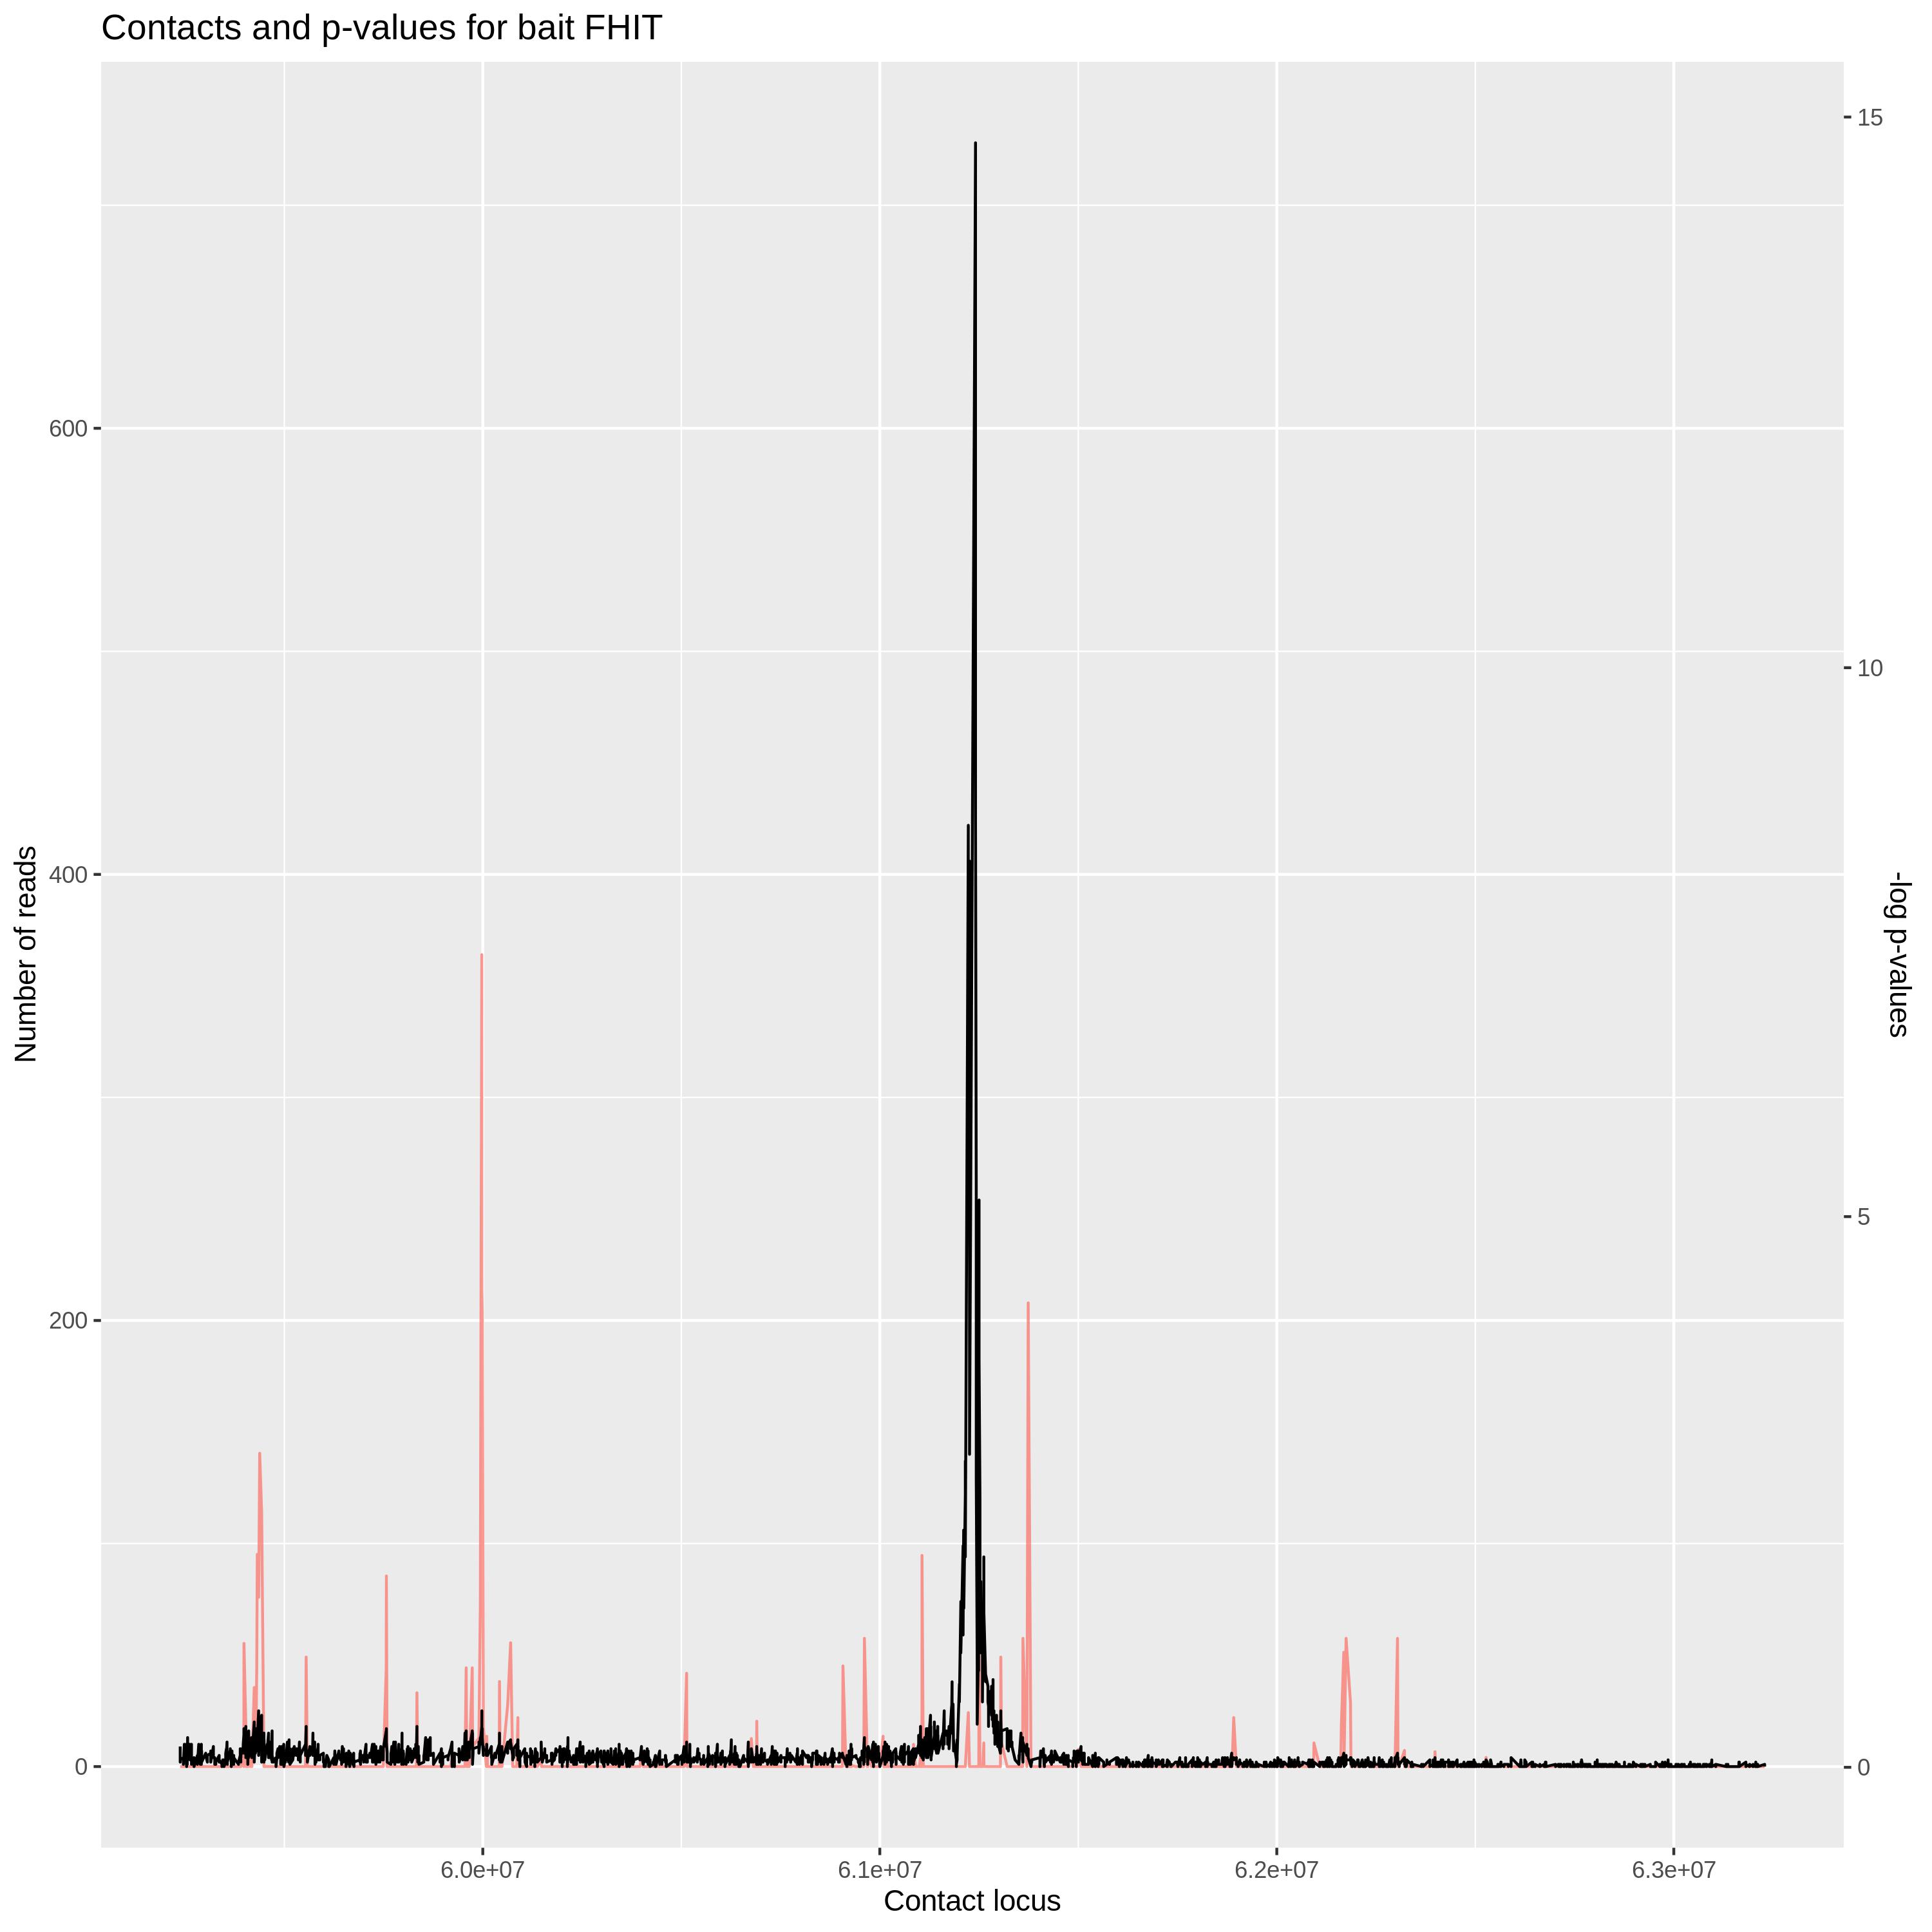 Contacts and p-values for bait FHIT
15
600
10
400
Number of reads
-log p-values
5
200
0
0
6.0e+07
6.1e+07
6.2e+07
6.3e+07
Contact locus